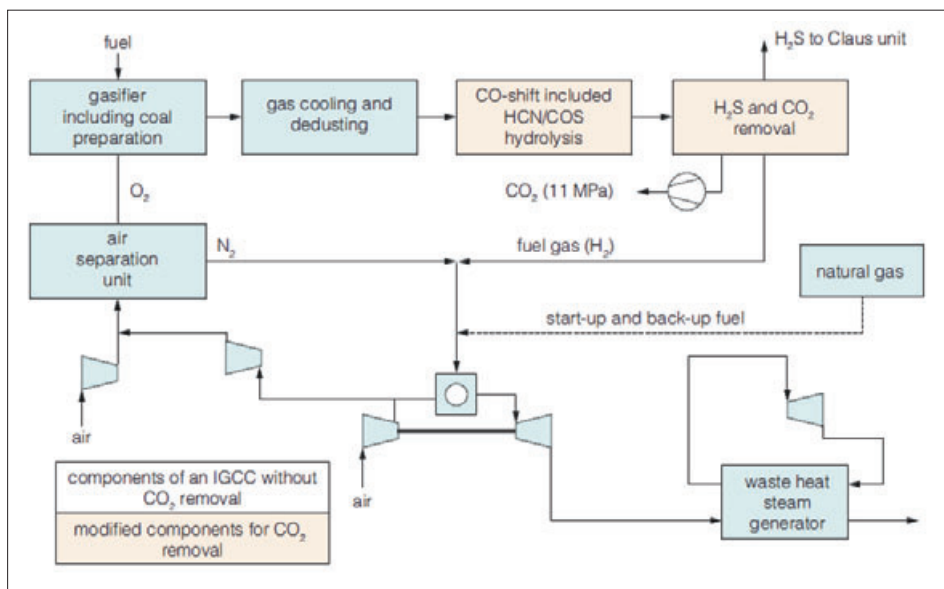 fuel
H₂S to Claus unit
gasifier
including coal
preparation
gas cooling and
dedusting
CO-shift included
HCN/COS
hydrolysis
H₂S and CO₂
removal
O₂
CO₂ (11 MPa)
air
separation
unit
N₂
fuel gas (H₂)
natural gas
start-up and back-up fuel
air
air
components of an IGCC without
CO₂ removal
modified components for CO₂
removal
waste heat
steam
generator